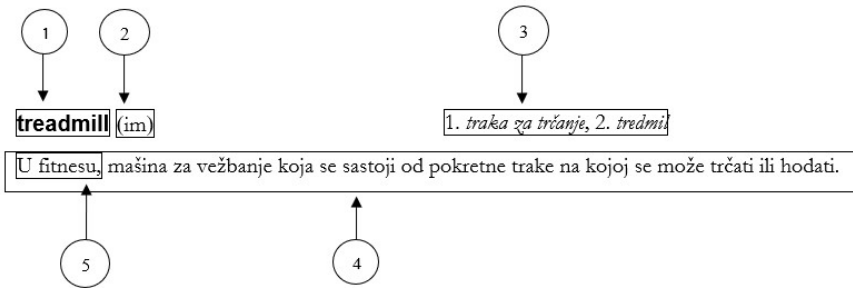 1 2 3
treadmill (im) 1. traka za trčanje, 2. tredmil
U fitnesu, mašina za vežbanje koja se sastoji od pokretne trake na kojoj se može trčati ili hodati.
5 4